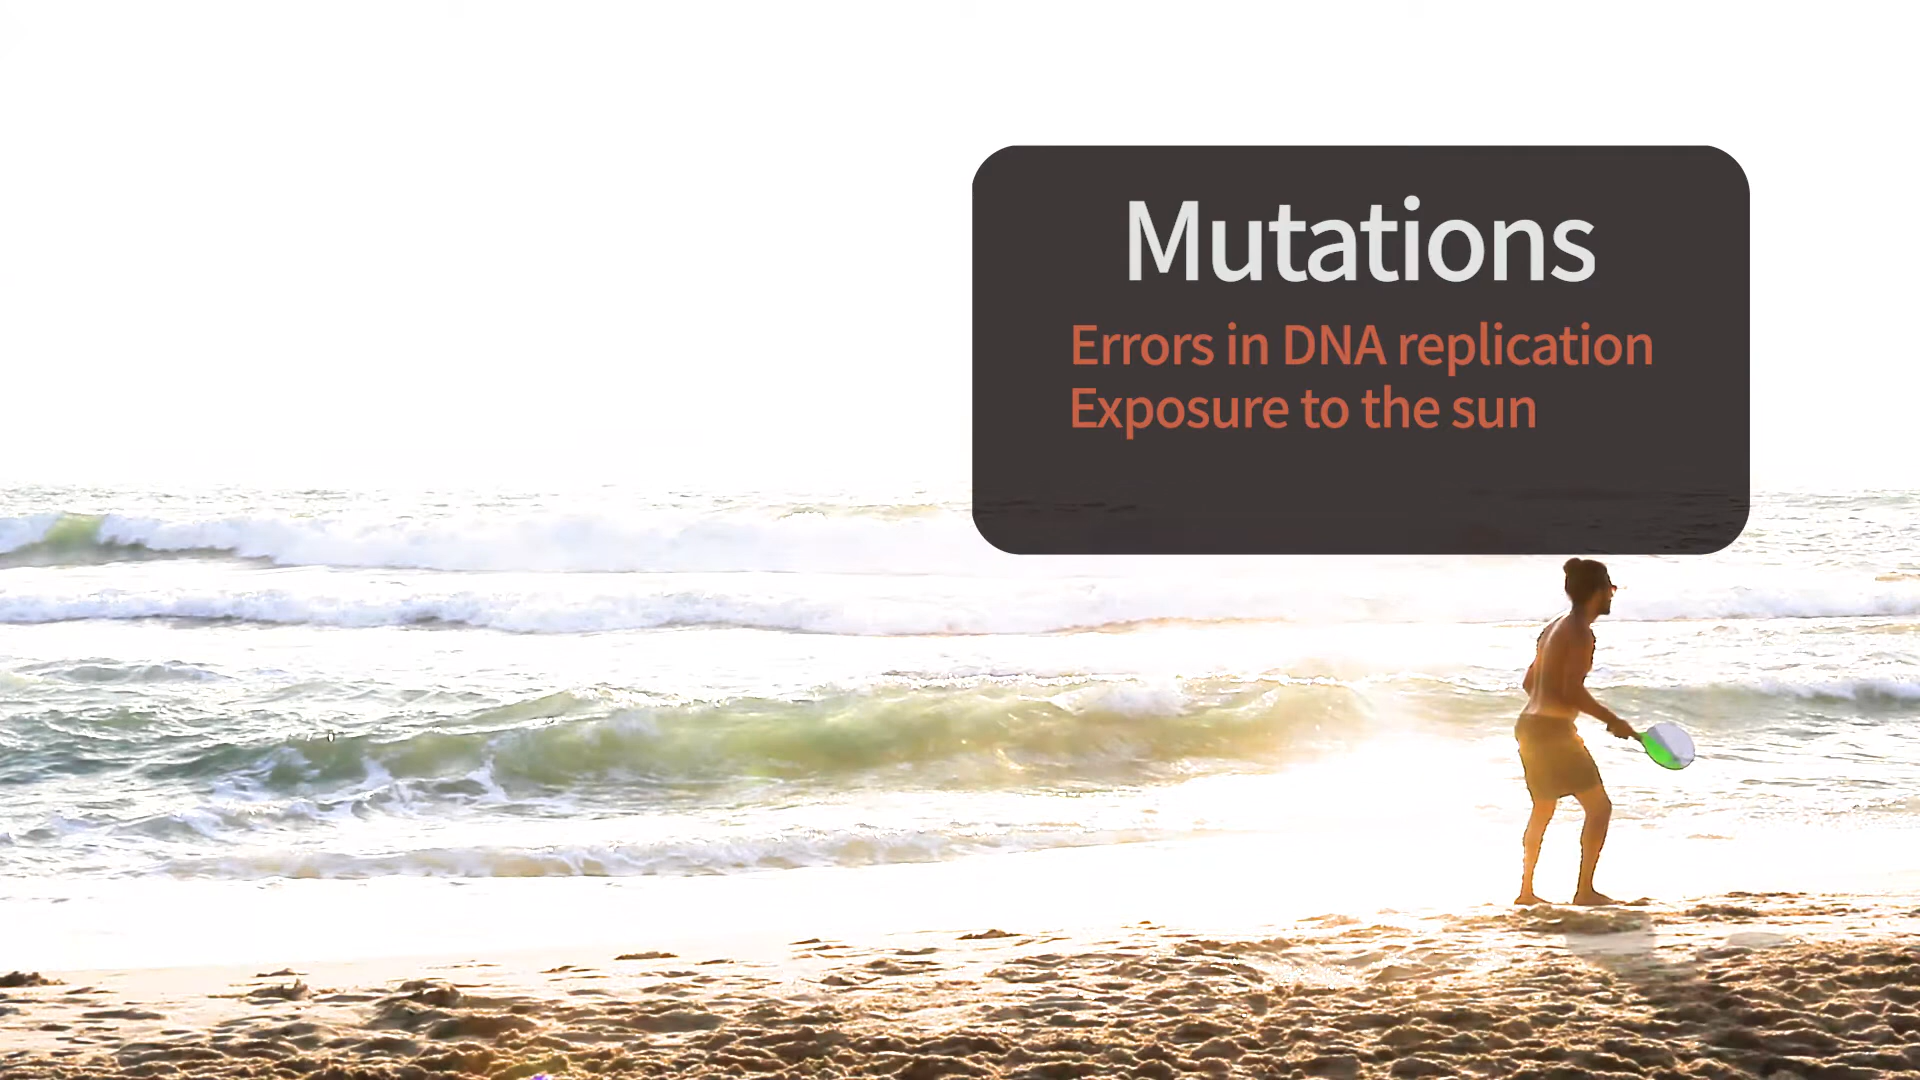 Mutations
Errors in DNA replication
Exposure to the sun